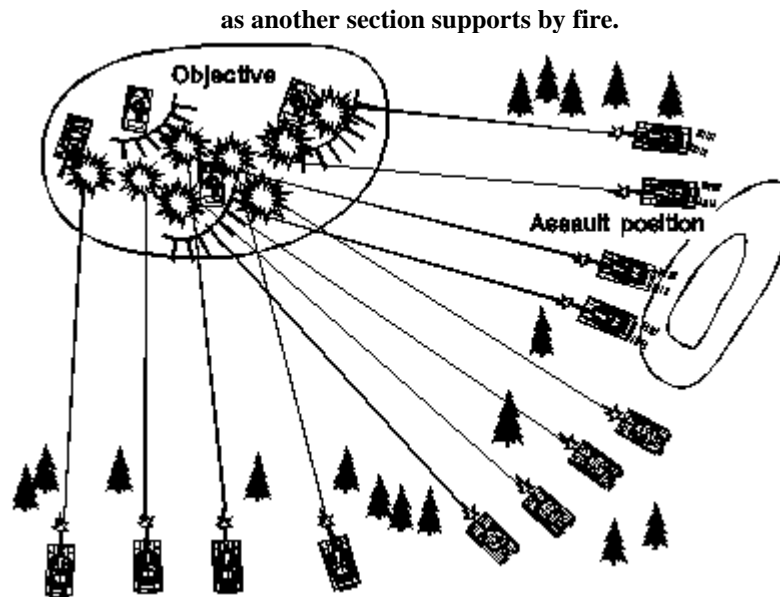 as another section supports by fire.
Objective
Assault position